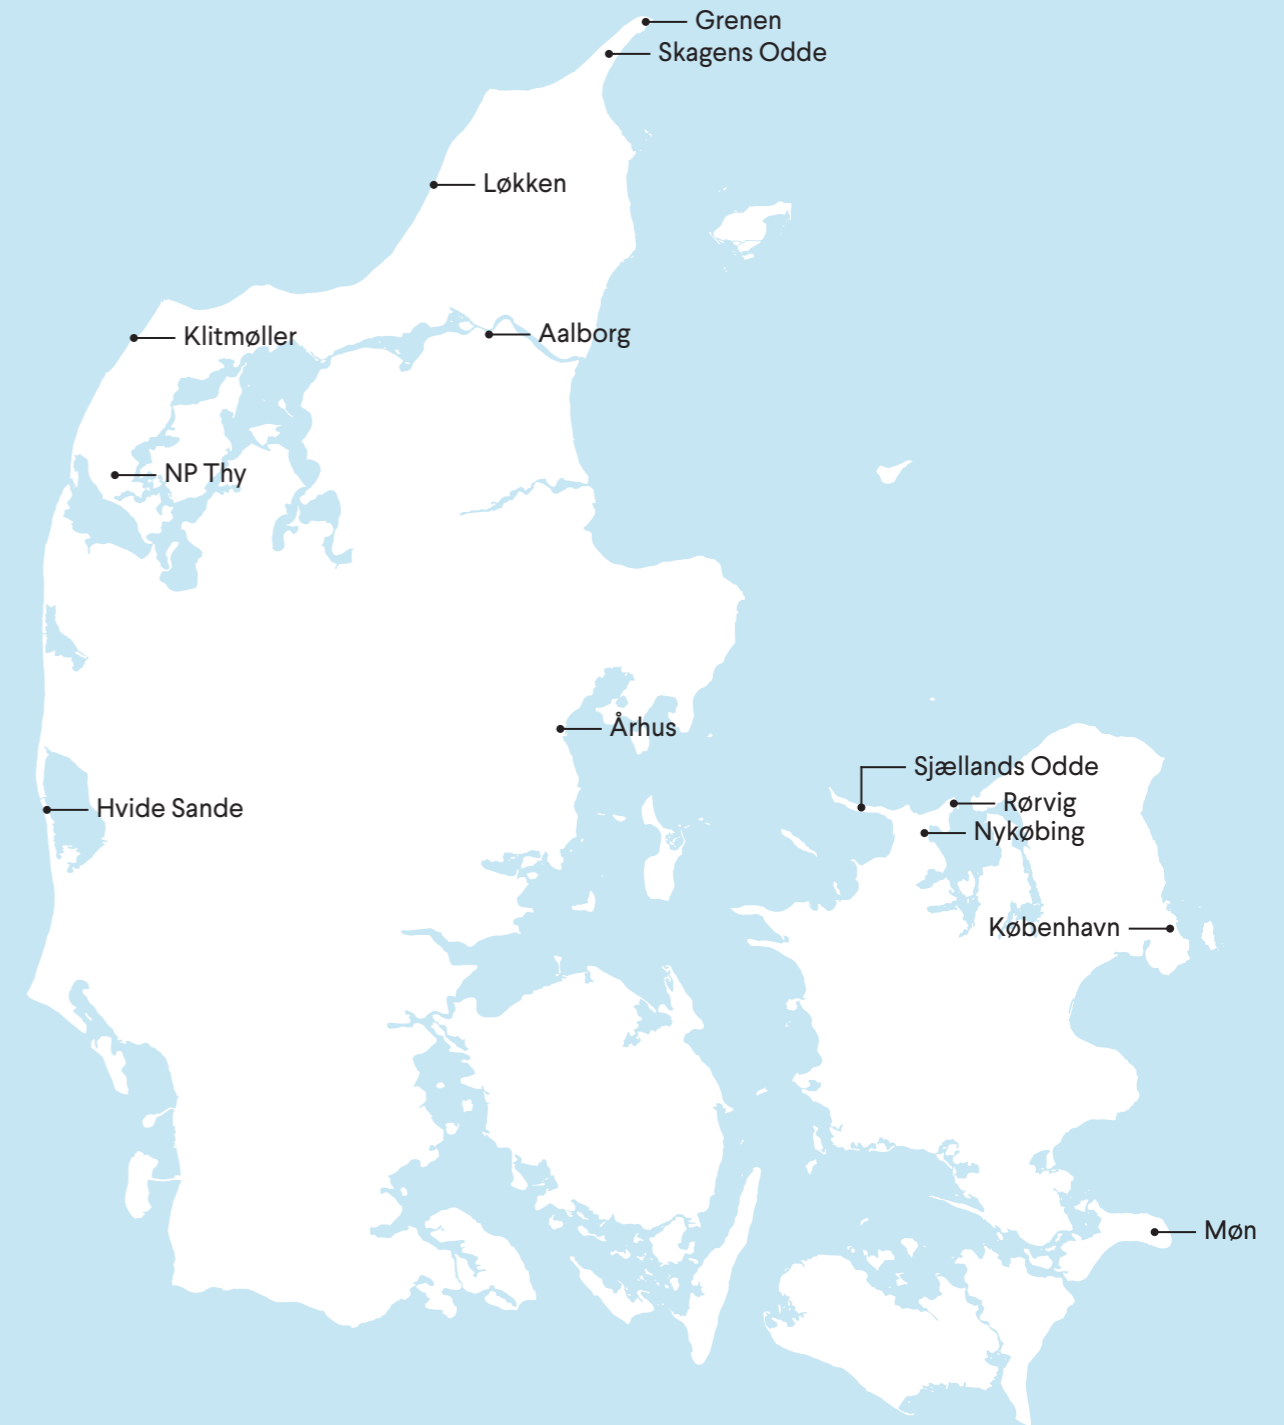 Grenen
Skagens Odde
Løkken
Klitmøller
Aalborg
NP Thy
Århus
Sjællands Odde
Hvide Sande
Rørvig
Nykøbing
København
Møn